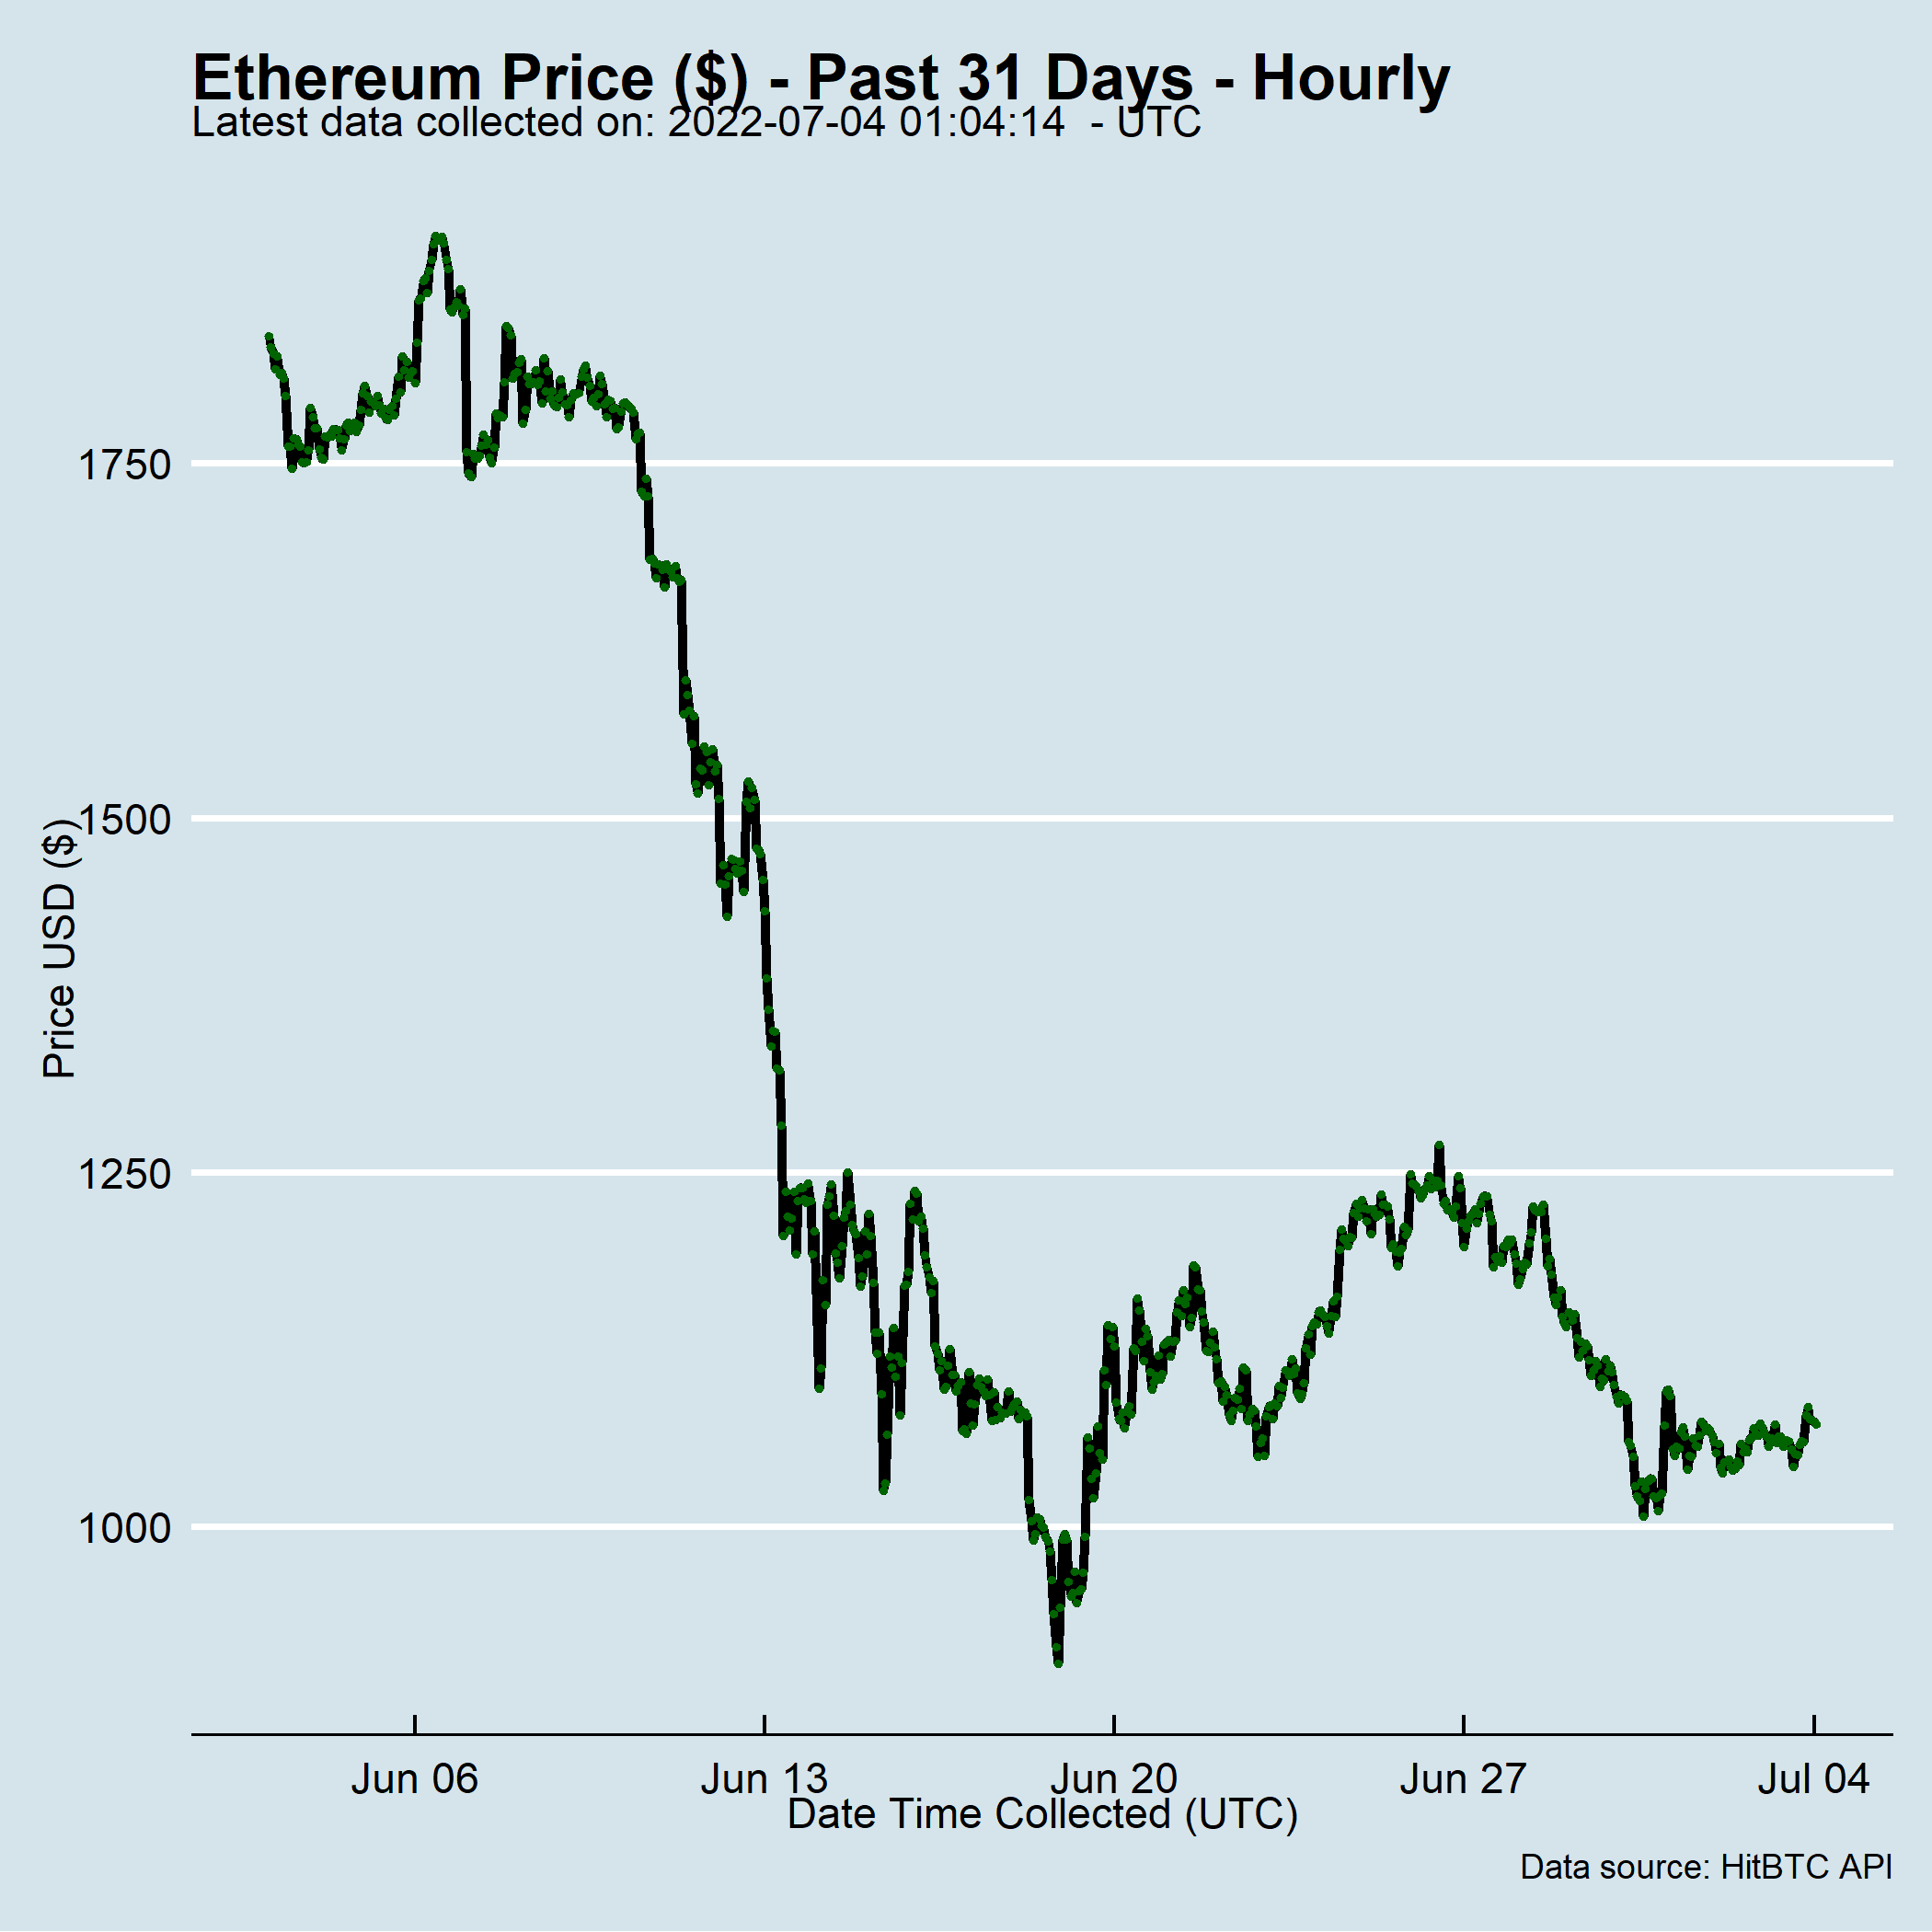 Ethereum Price ($) - Past 31 Days - Hourly
Latest data collected on: 2022-07-04 01:04:14  - UTC
Price USD ($)
1750
1500
1250
1000
Jun 06
Jun 13
Jun 20
Jun 27
Jul 04
Date Time Collected (UTC)
Data source: HitBTC API